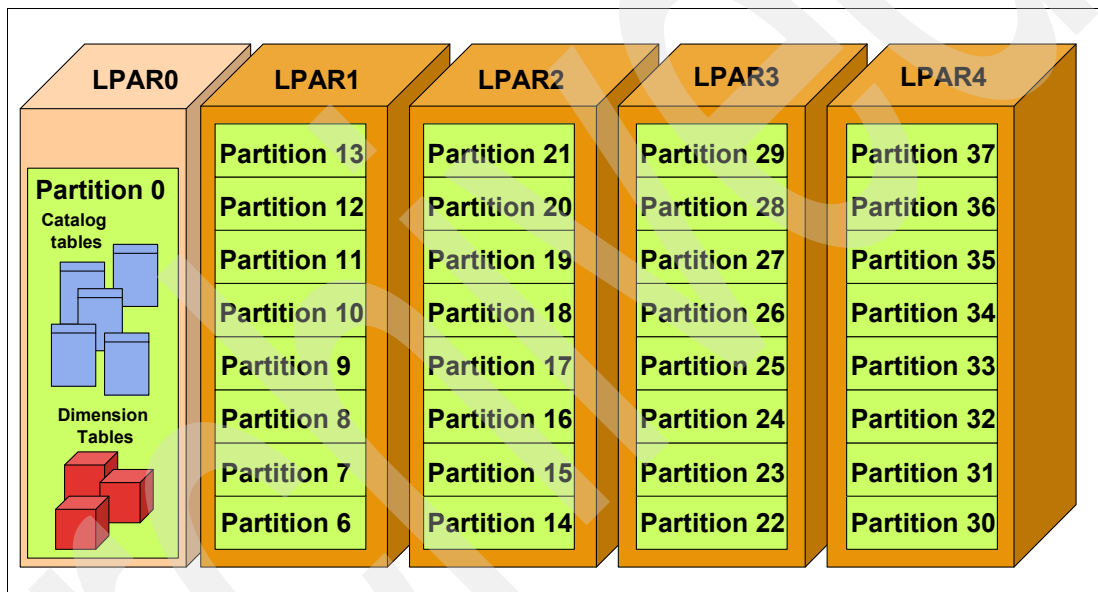 LPAR0
Partition 0
Catalog
tables
Dimension
Tables
LPAR1
Partition 13
Partition 12
Partition 11
Partition 10
Partition 9
Partition 8
Partition 7
Partition 6
LPAR2
Partition 21
Partition 20
Partition 19
Partition 18
Partition 17
Partition 16
Partition 15
Partition 14
LPAR3
Partition 29
Partition 28
Partition 27
Partition 26
Partition 25
Partition 24
Partition 23
Partition 22
LPAR4
Partition 37
Partition 36
Partition 35
Partition 34
Partition 33
Partition 32
Partition 31
Partition 30